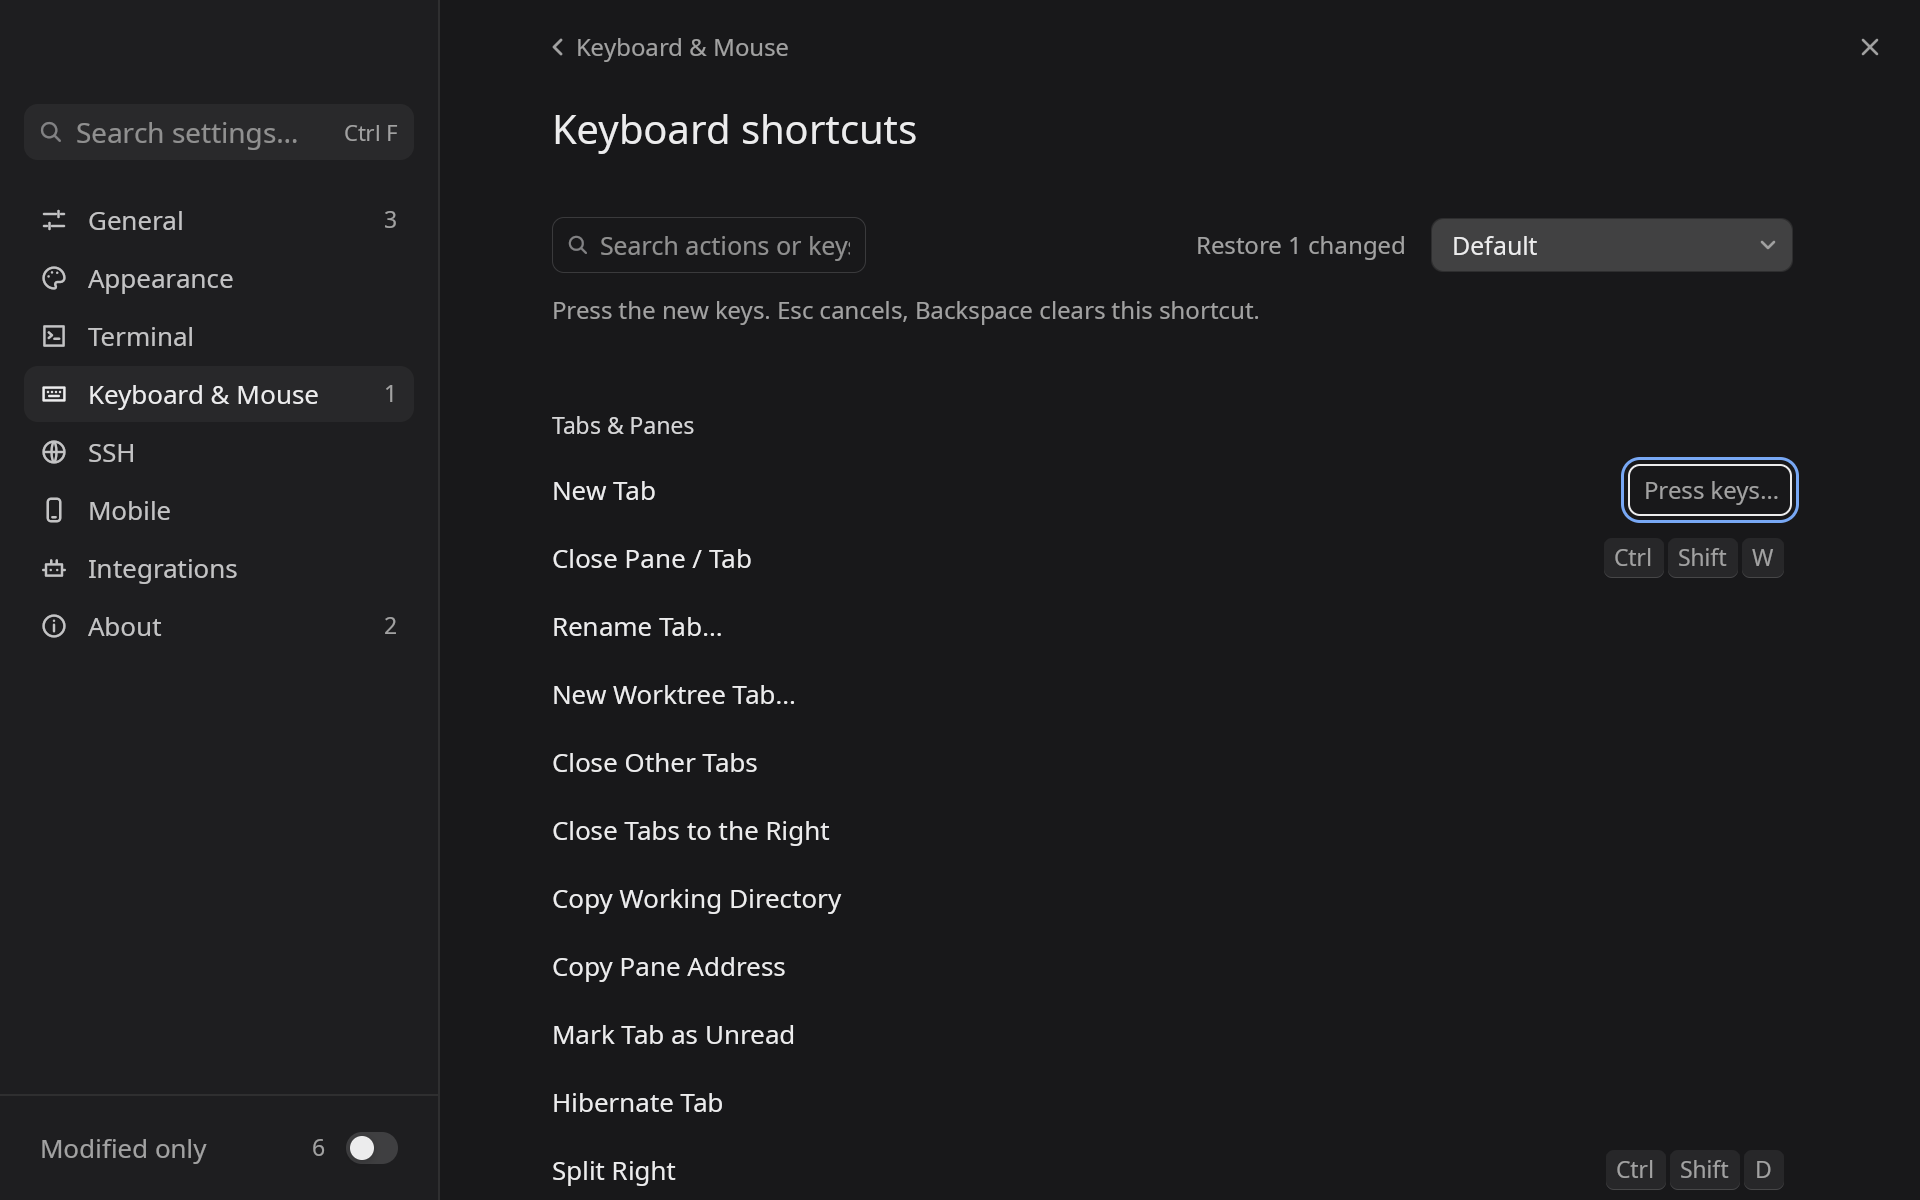 Keyboard & Mouse
Search settings... Ctrl F
Keyboard shortcuts
General 3
Appearance
Terminal
Keyboard & Mouse 1
SSH
Mobile
Integrations
About 2
Modified only 6
Search actions or keys
Restore 1 changed
Default
Press the new keys. Esc cancels, Backspace clears this shortcut.
Tabs & Panes
New Tab Press keys...
Close Pane / Tab Ctrl Shift W
Rename Tab...
New Worktree Tab...
Close Other Tabs
Close Tabs to the Right
Copy Working Directory
Copy Pane Address
Mark Tab as Unread
Hibernate Tab
Split Right Ctrl Shift D